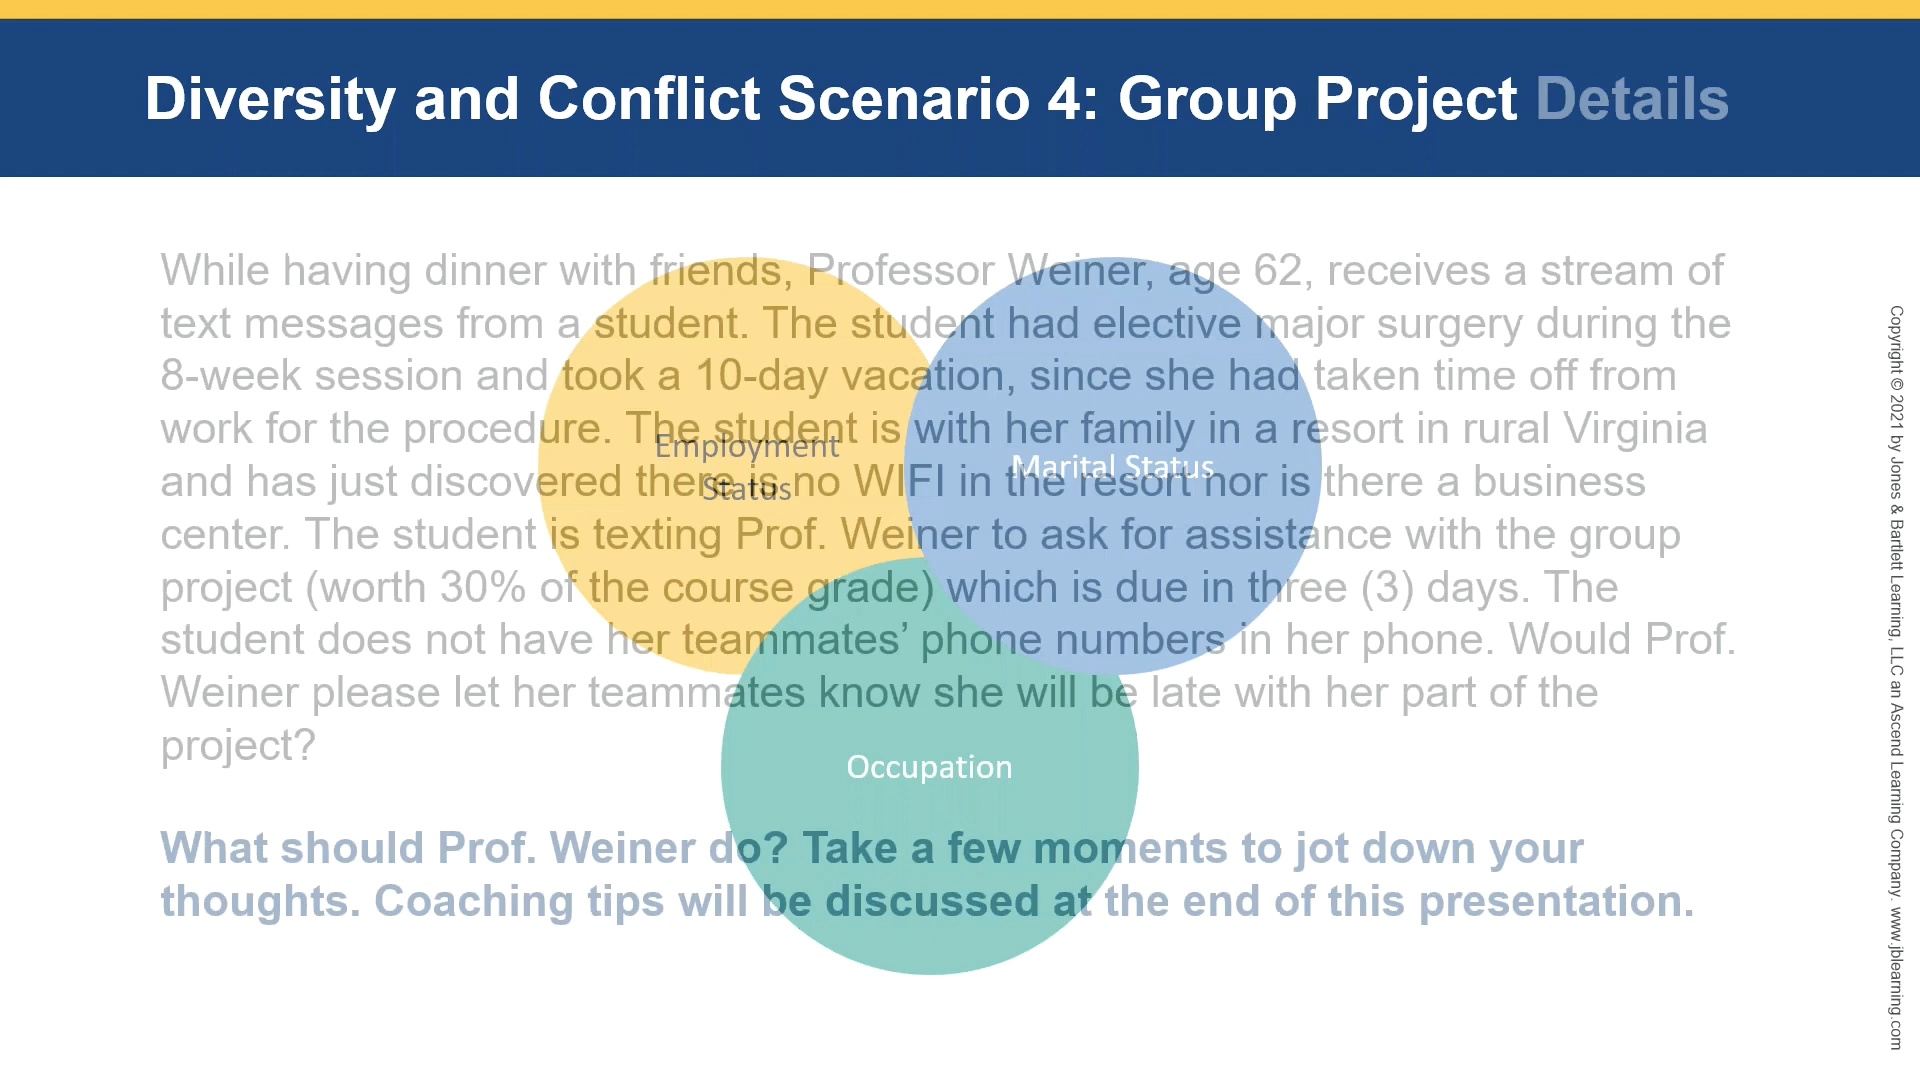 Diversity and Conflict Scenario 4: Group Project Details
While having dinner with friends, Professor Weiner, age 62, receives a stream of
text messages from a student. The student had elective major surgery during the
8-week session and took a 10-day vacation, since she had taken time off from
work for the procedure. The student is with her family in a resort in rural Virginia
and has just discovered there is no WIFI in the resort nor is there a business
center. The student is texting Prof. Weiner to ask for assistance with the group
project (worth 30% of the course grade) which is due in three (3) days. The
student does not have her teammates’ phone numbers in her phone. Would Prof.
Weiner please let her teammates know she will be late with her part of the
project?
What should Prof. Weiner do? Take a few moments to jot down your
thoughts. Coaching tips will be discussed at the end of this presentation.
Employment
Status
Marital Status
Occupation
Copyright © 2021 by Jones & Bartlett Learning, LLC an Ascend Learning Company. www.jblearning.com